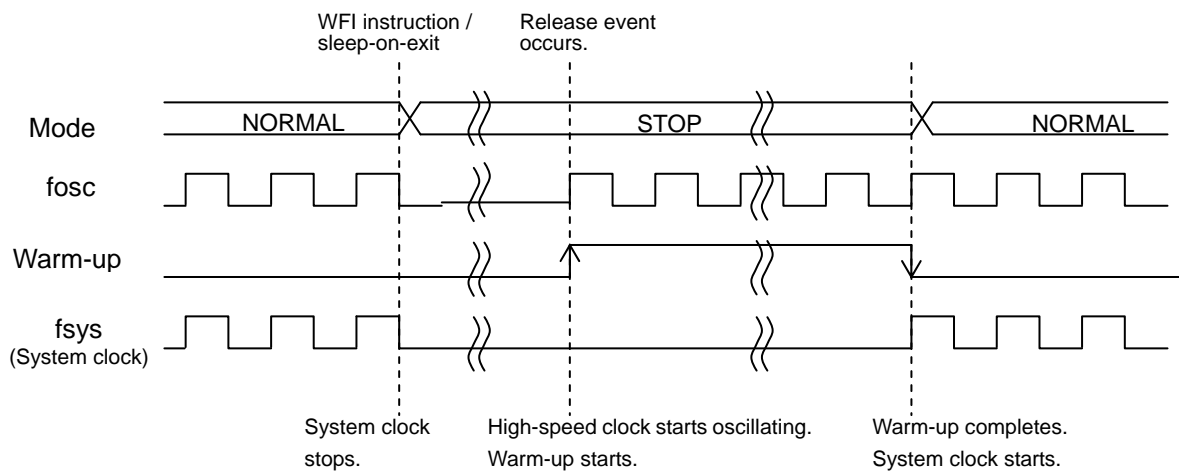 WFI instruction /
sleep-on-exit
Release event
occurs.
Mode
NORMAL
STOP
NORMAL
fosc
Warm-up
fsys
(System clock)
System clock
stops.
High-speed clock starts oscillating.
Warm-up starts.
Warm-up completes.
System clock starts.